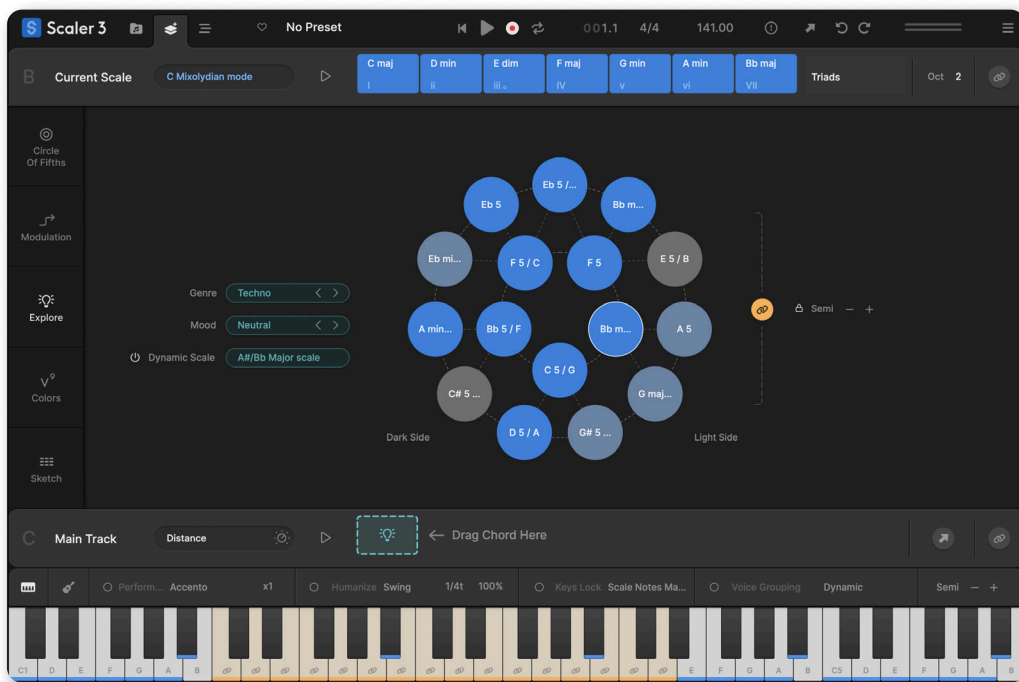 Scaler 3
No Preset
001.1
4/4
141.00
B
Current Scale
C Mixolydian mode
C maj
I
D min
ii
E dim
iii o
F maj
IV
G min
v
A min
vi
Bb maj
VII
Triads
Oct 2
Circle
Of Fifths
Modulation
Explore
Colors
Sketch
Genre
Techno
Mood
Neutral
Dynamic Scale
A#/Bb Major scale
Eb 5 /...
Eb 5
Bb m...
Eb mi...
F 5 / C
F 5
E 5 / B
A min...
Bb 5 / F
Bb m...
A 5
C 5 / G
C# 5 ...
G maj...
D 5 / A
G# 5 ...
Dark Side
Light Side
Semi − +
C
Main Track
Distance
← Drag Chord Here
Perform... Accento x1
Humanize Swing 1/4t 100%
Keys Lock Scale Notes Ma...
Voice Grouping Dynamic
Semi − +
C1 D E F G A B E F G A B C5 D E F G A B